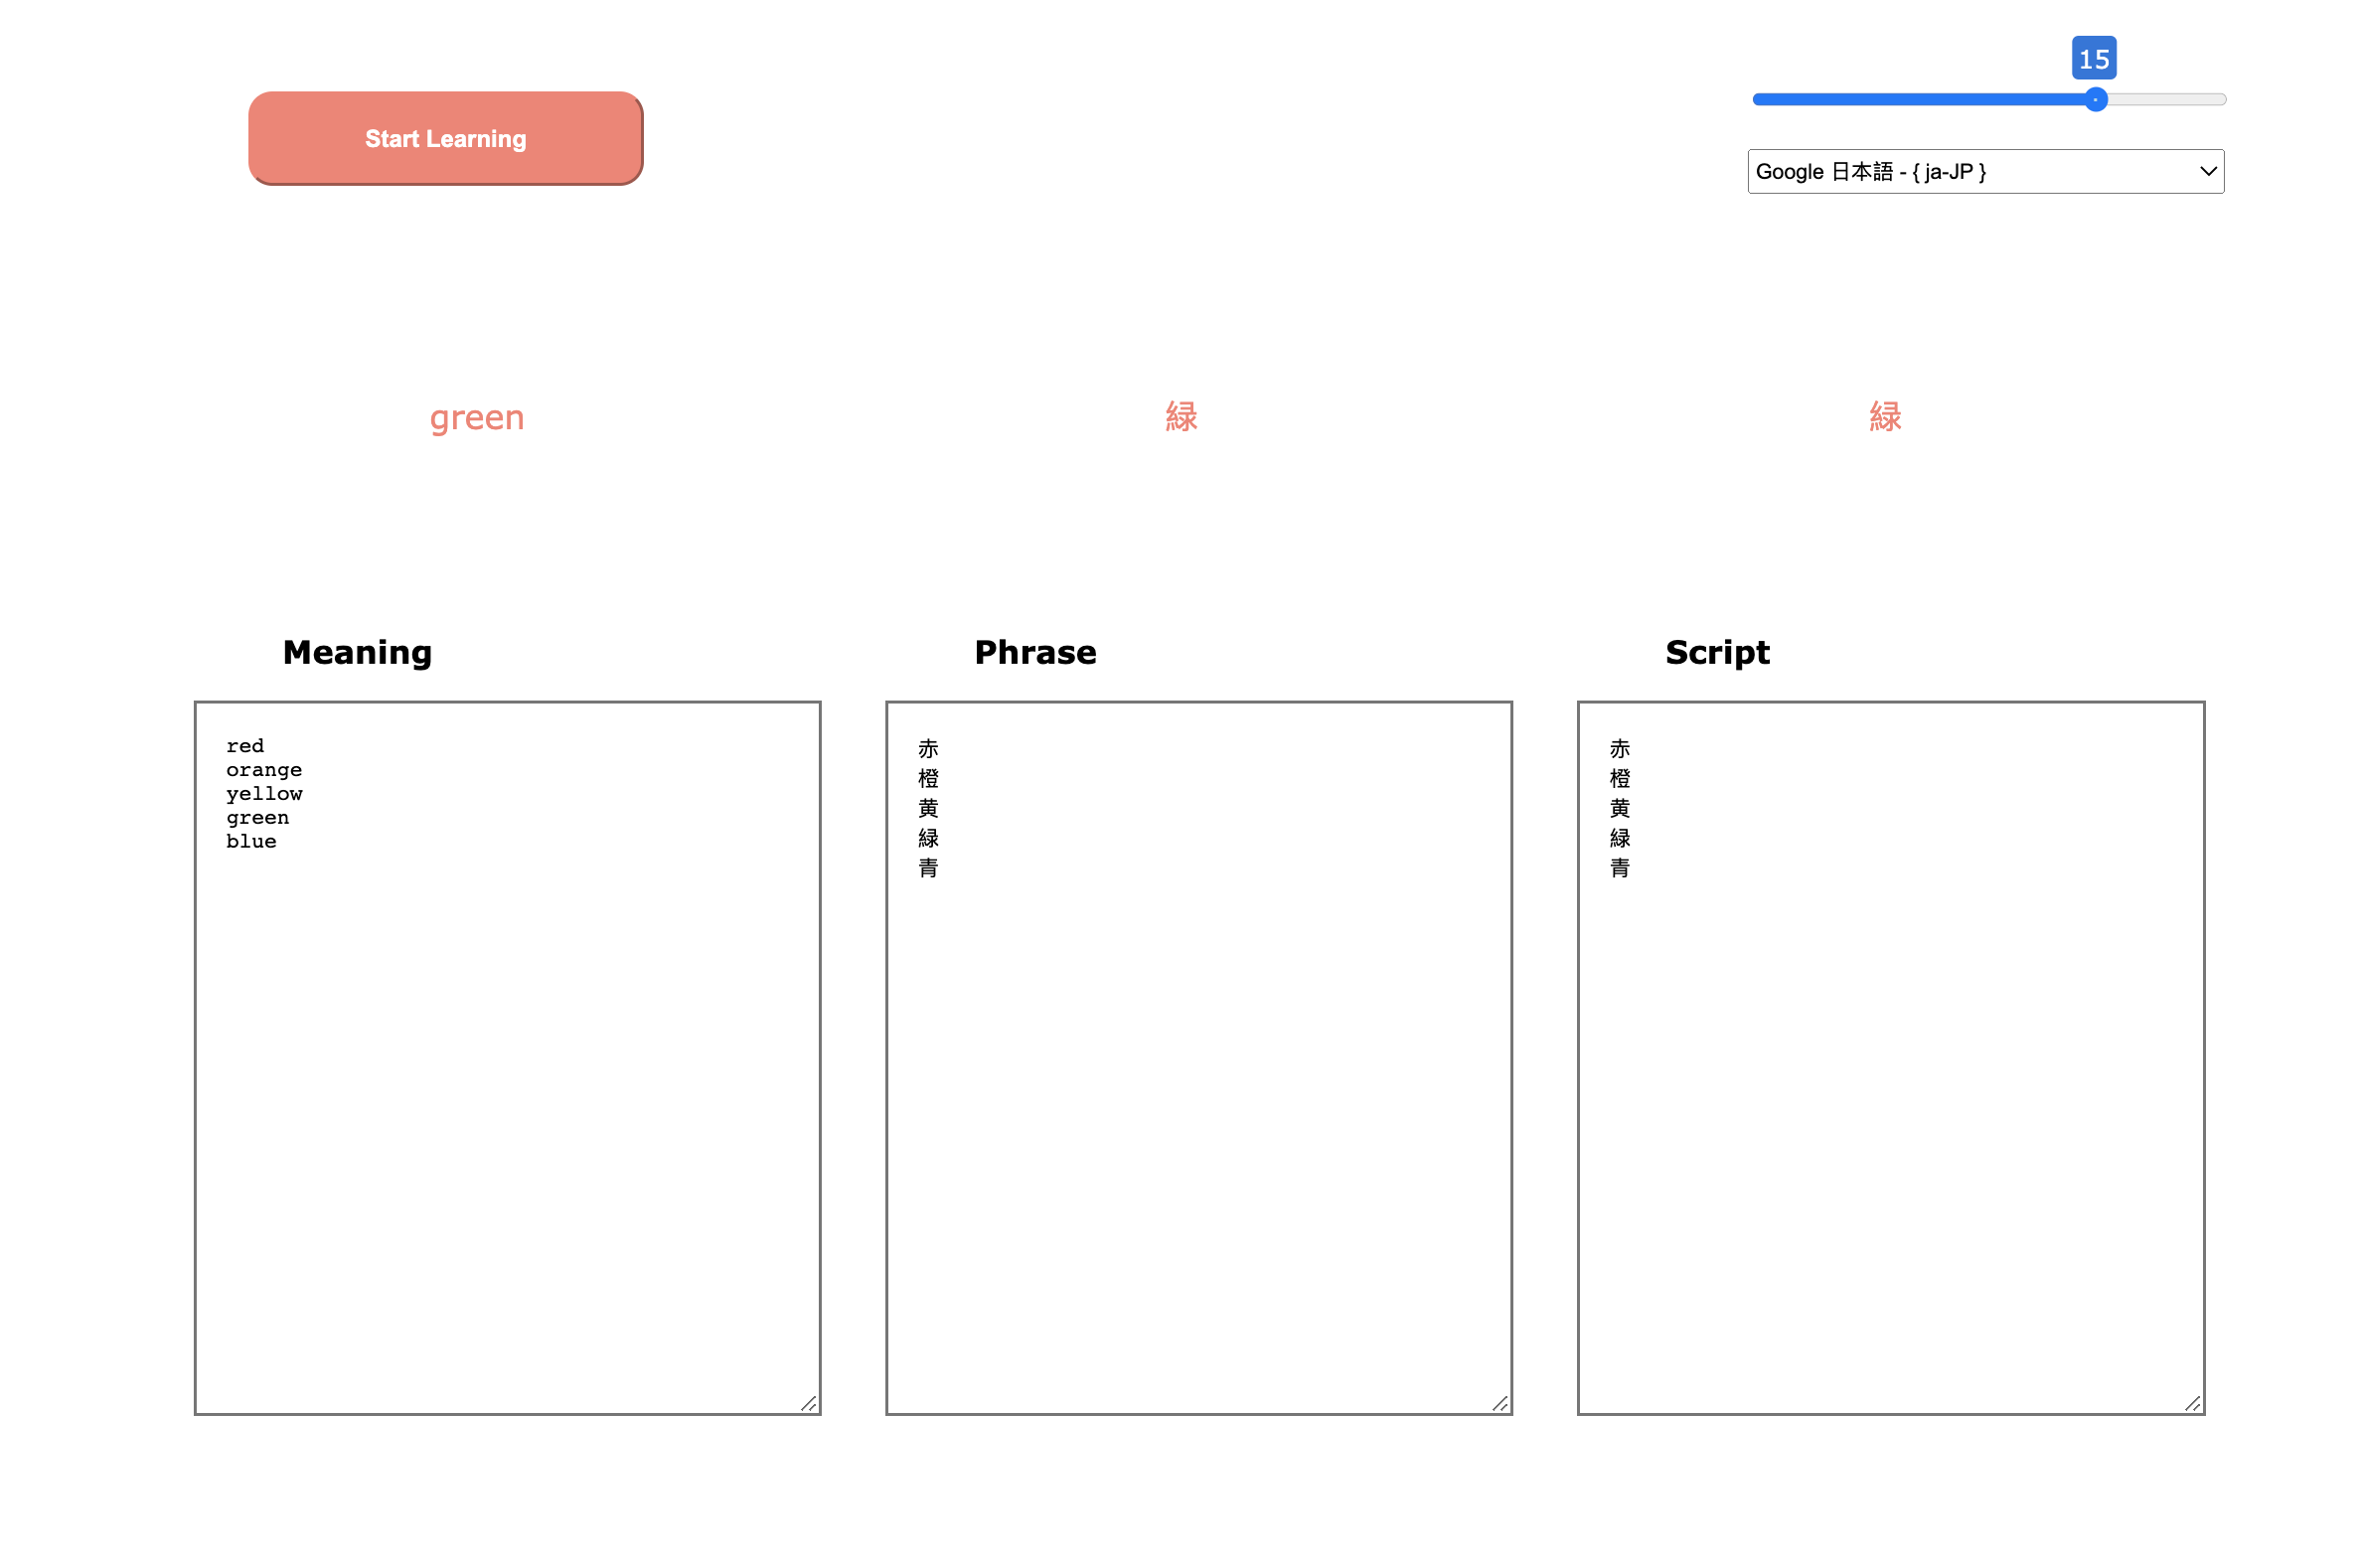 15
Start Learning
Google 日本語 - { ja-JP }
green 緑 緑
Meaning
red
orange
yellow
green
blue
Phrase
赤
橙
黄
緑
青
Script
赤
橙
黄
緑
青